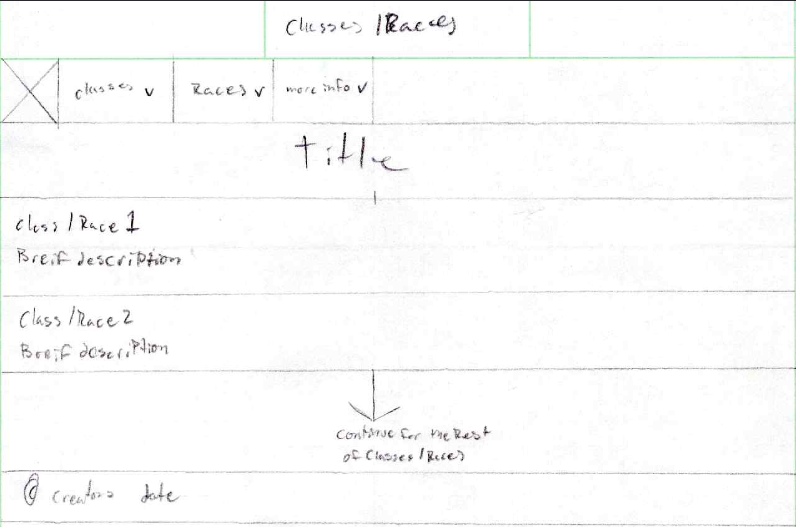 Classes/Races
Classes v Races v more info v
Title
Class/Race 1
Breif description
Class/Race 2
Breif description
Continue for the Rest
of Classes/Races
© Creators date